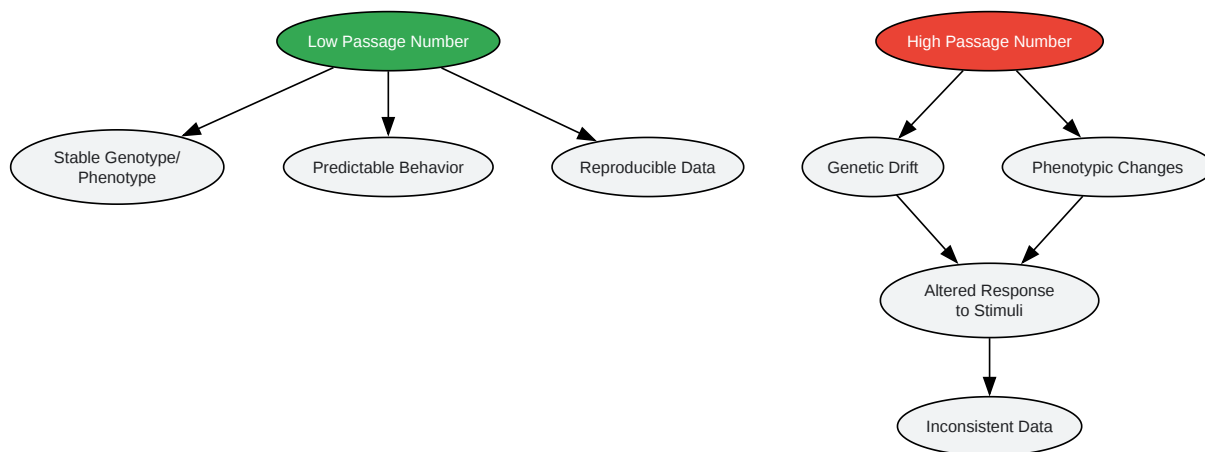 Low Passage Number
High Passage Number
Stable Genotype/
Phenotype
Predictable Behavior
Reproducible Data
Genetic Drift
Phenotypic Changes
Altered Response
to Stimuli
Inconsistent Data